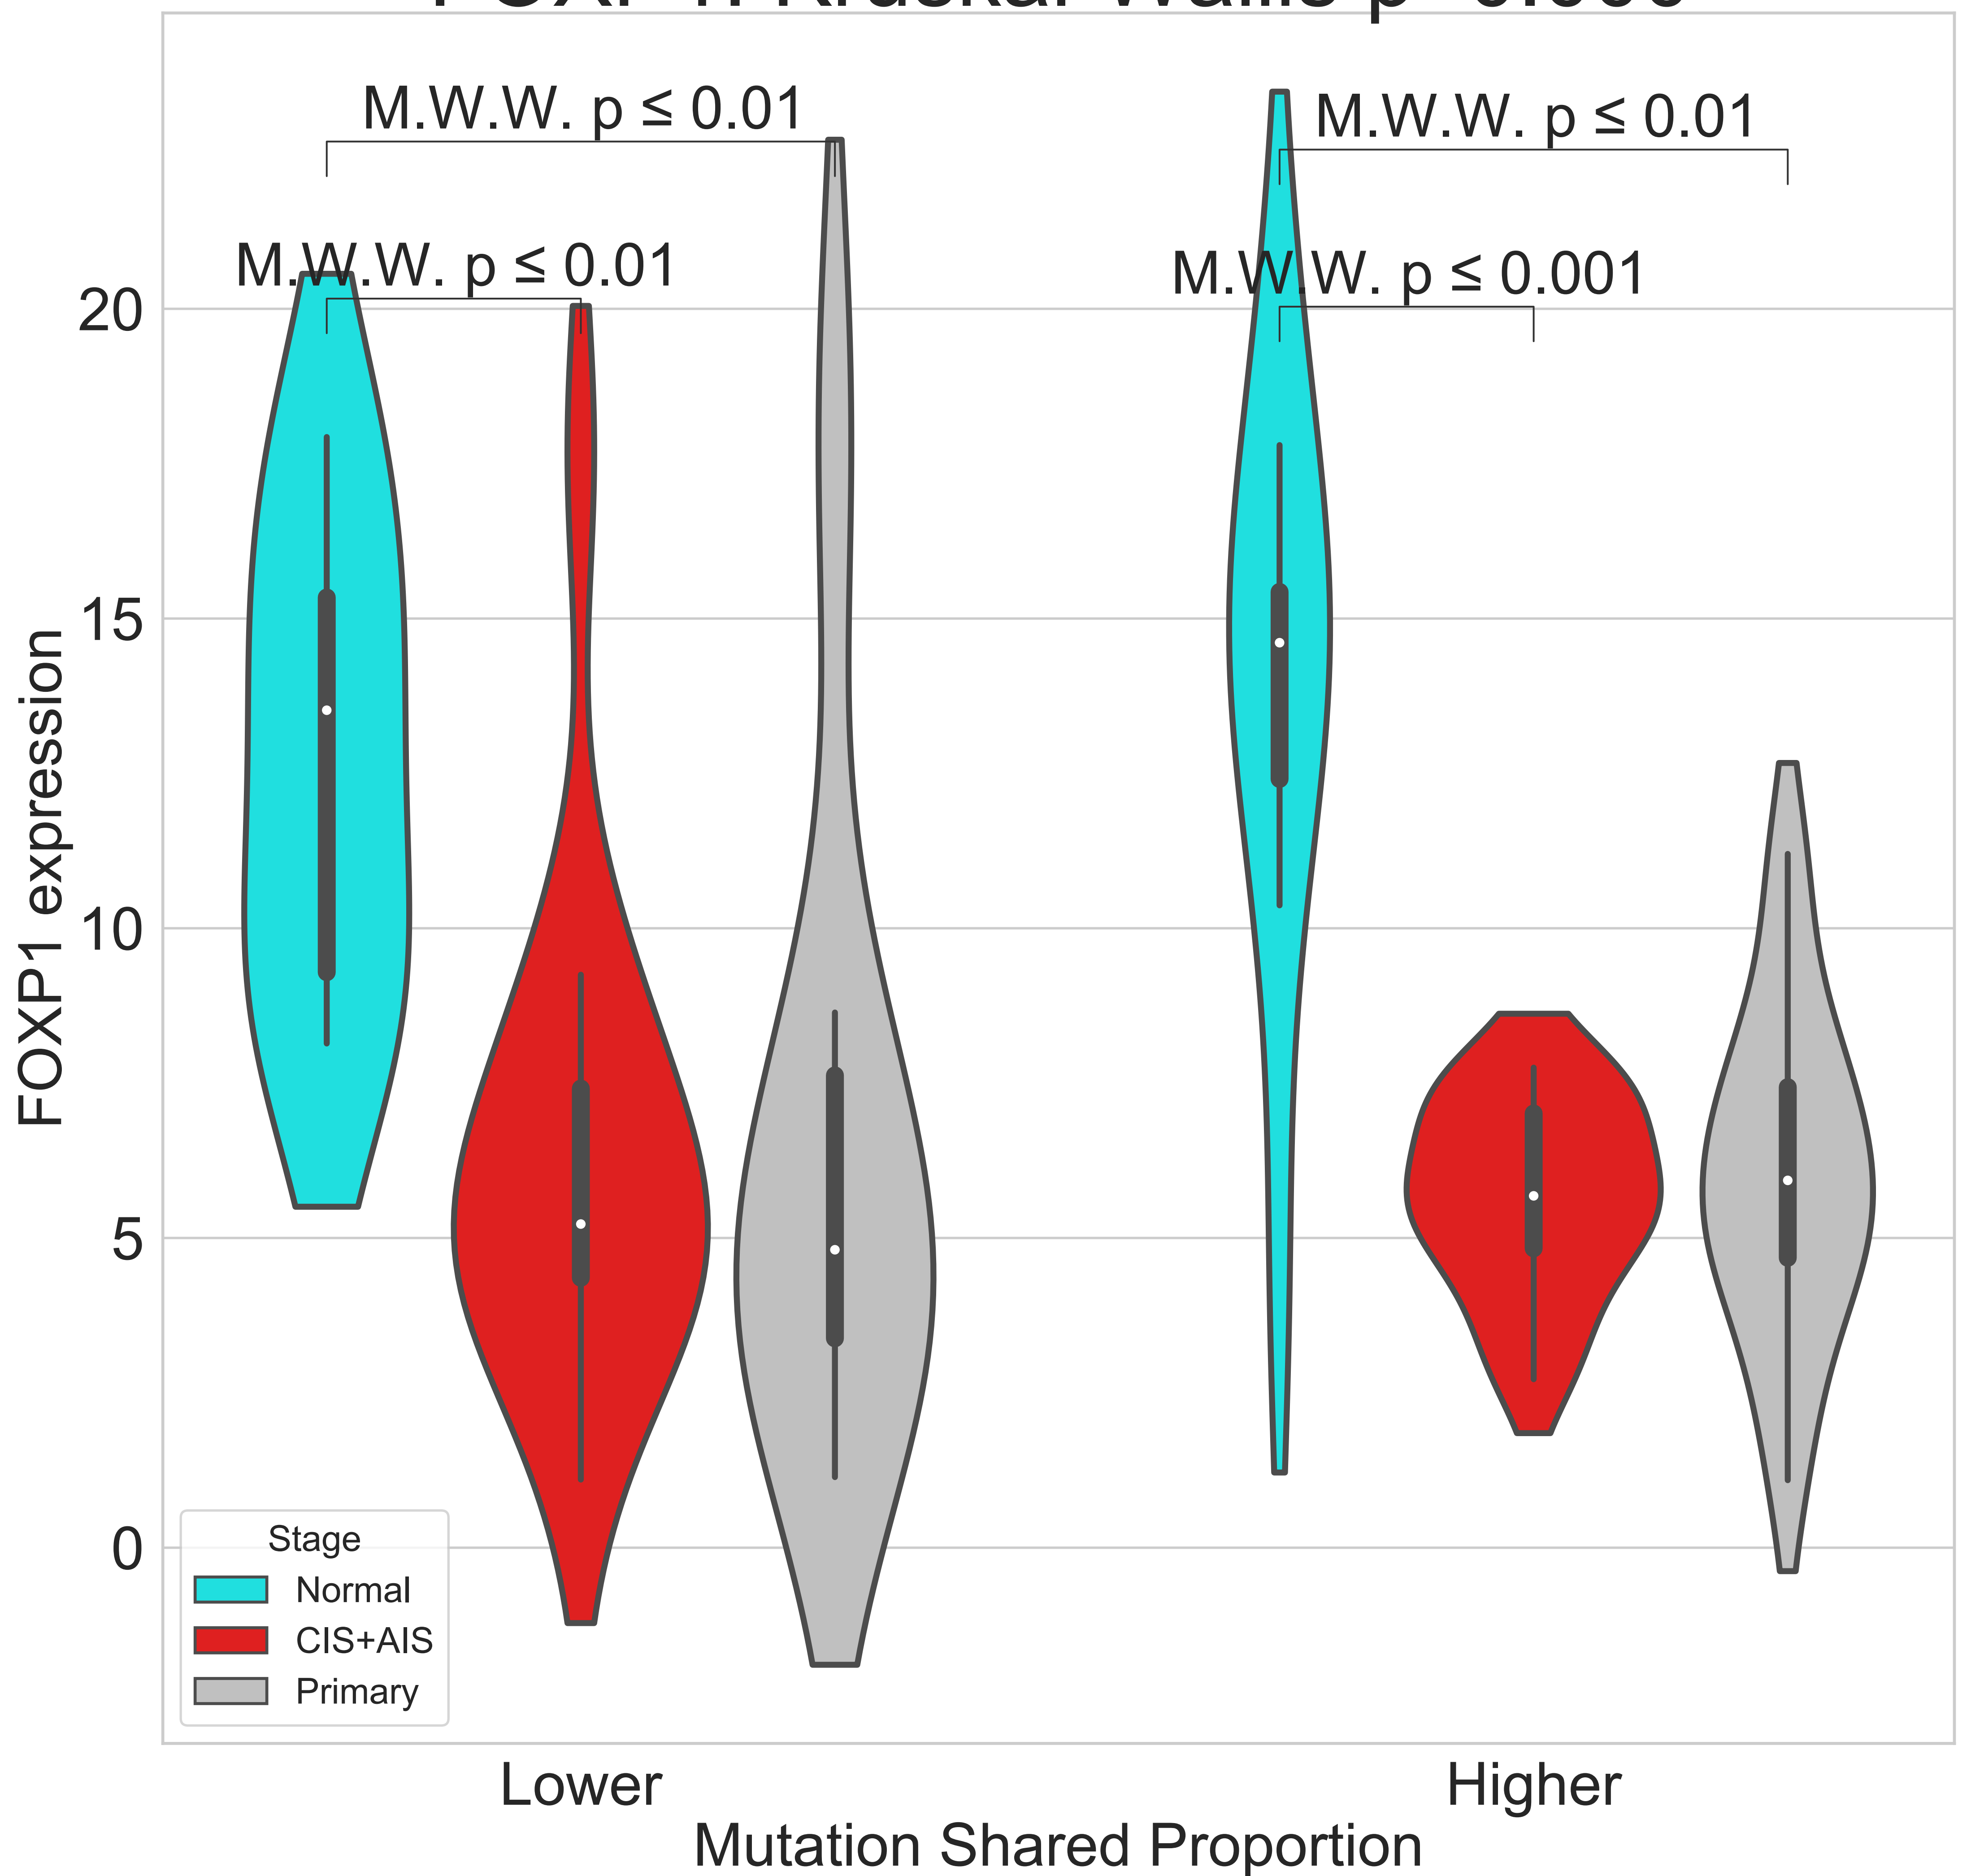 M.W.W. p ≤ 0.01
M.W.W. p ≤ 0.01
M.W.W. p ≤ 0.01
M.W.W. p ≤ 0.001
20
15
10
5
0
FOXP1 expression
Stage
Normal
CIS+AIS
Primary
Lower
Higher
Mutation Shared Proportion